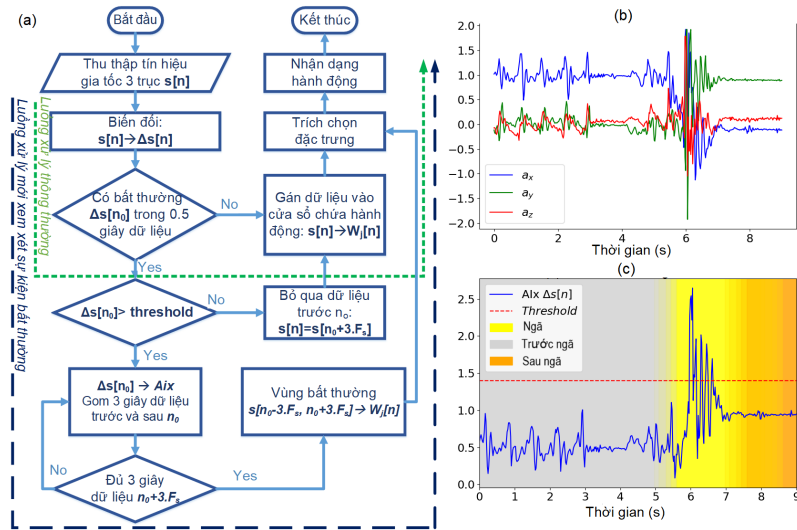 (a)
Bắt đầu
Thu thập tín hiệu
gia tốc 3 trục s[n]
Biến đổi:
s[n]→Δs[n]
Có bất thường
Δs[n₀] trong 0.5
giây dữ liệu
No
Yes
Δs[n₀]> threshold
No
Yes
Δs[n₀] → Aix
Gom 3 giây dữ liệu
trước và sau n₀
No
Đủ 3 giây
dữ liệu n₀+3.Fₛ
Yes
Kết thúc
Nhận dạng
hành động
Trích chọn
đặc trưng
Gán dữ liệu vào
cửa sổ chứa hành
động: s[n]→Wⱼ[n]
Bỏ qua dữ liệu
trước n₀:
s[n]=s[n₀+3.Fₛ]
Vùng bất thường
s[n₀-3.Fₛ, n₀+3.Fₛ]→Wⱼ[n]
Luồng xử lý thông thường
Luồng xử lý mới xem xét sự kiện bất thường
(b)
2.0
1.5
1.0
0.5
0.0
−0.5
−1.0
−1.5
−2.0
aₓ
a_y
a_z
0 2 4 6 8
Thời gian (s)
(c)
2.5
2.0
1.5
1.0
0.5
0.0
AIx Δs[n]
Threshold
Ngã
Trước ngã
Sau ngã
0 1 2 3 4 5 6 7 8 9
Thời gian (s)